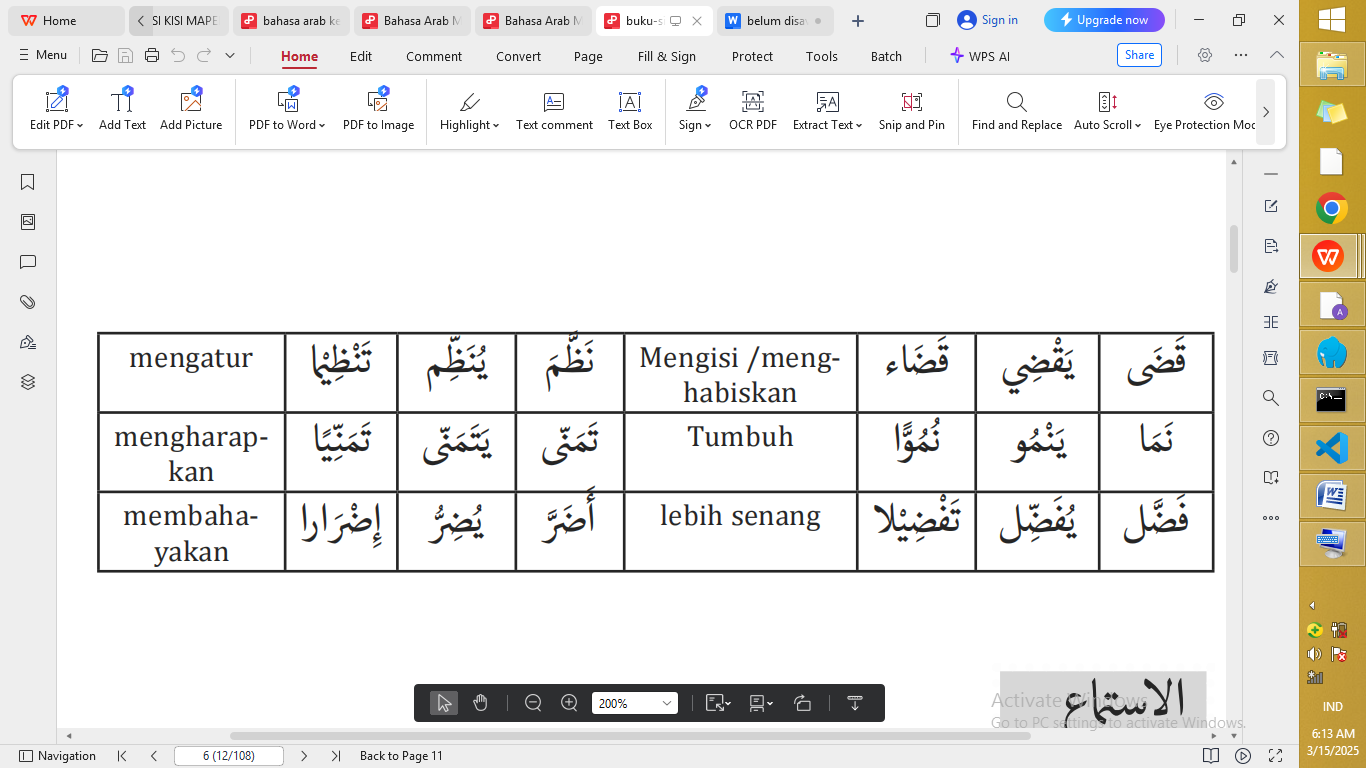 Home
SI KISI MAPE
bahasa arab ke
Bahasa Arab M
Bahasa Arab M
buku-si
belum disav
Sign in
Upgrade now
Menu
Home
Edit
Comment
Convert
Page
Fill & Sign
Protect
Tools
Batch
WPS AI
Share
Edit PDF
Add Text
Add Picture
PDF to Word
PDF to Image
Highlight
Text comment
Text Box
Sign
OCR PDF
Extract Text
Snip and Pin
Find and Replace
Auto Scroll
Eye Protection Mod
قَضَى يَقْضِي قَضَاء Mengisi /meng-habiskan نَظَّمَ يُنَظِّم تَنْظِيْما mengatur
نَمَا يَنْمُو نُمُوًّا Tumbuh تَمَنّى يَتَمَنّى تَمَنِّيًا mengharap-kan
فَضَّل يُفَضِّل تَفْضِيْلا lebih senang أَضَرَّ يُضِرُّ إِضْرَارا membaha-yakan
الاستماع
Activate Windows
Go to PC settings to activate Windows.
200%
Navigation
6 (12/108)
Back to Page 11
IND
6:13 AM
3/15/2025